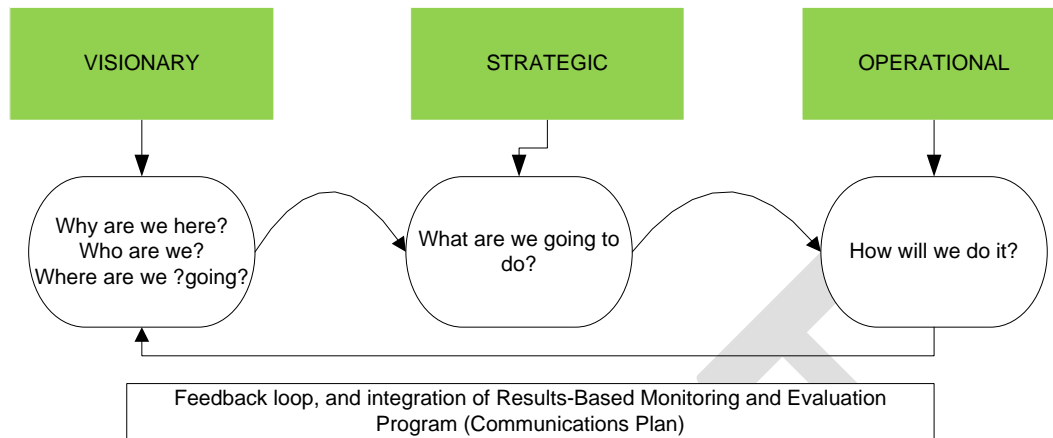 VISIONARY
STRATEGIC
OPERATIONAL
Why are we here?
Who are we?
Where are we ?going?
What are we going to
do?
How will we do it?
Feedback loop, and integration of Results-Based Monitoring and Evaluation
Program (Communications Plan)